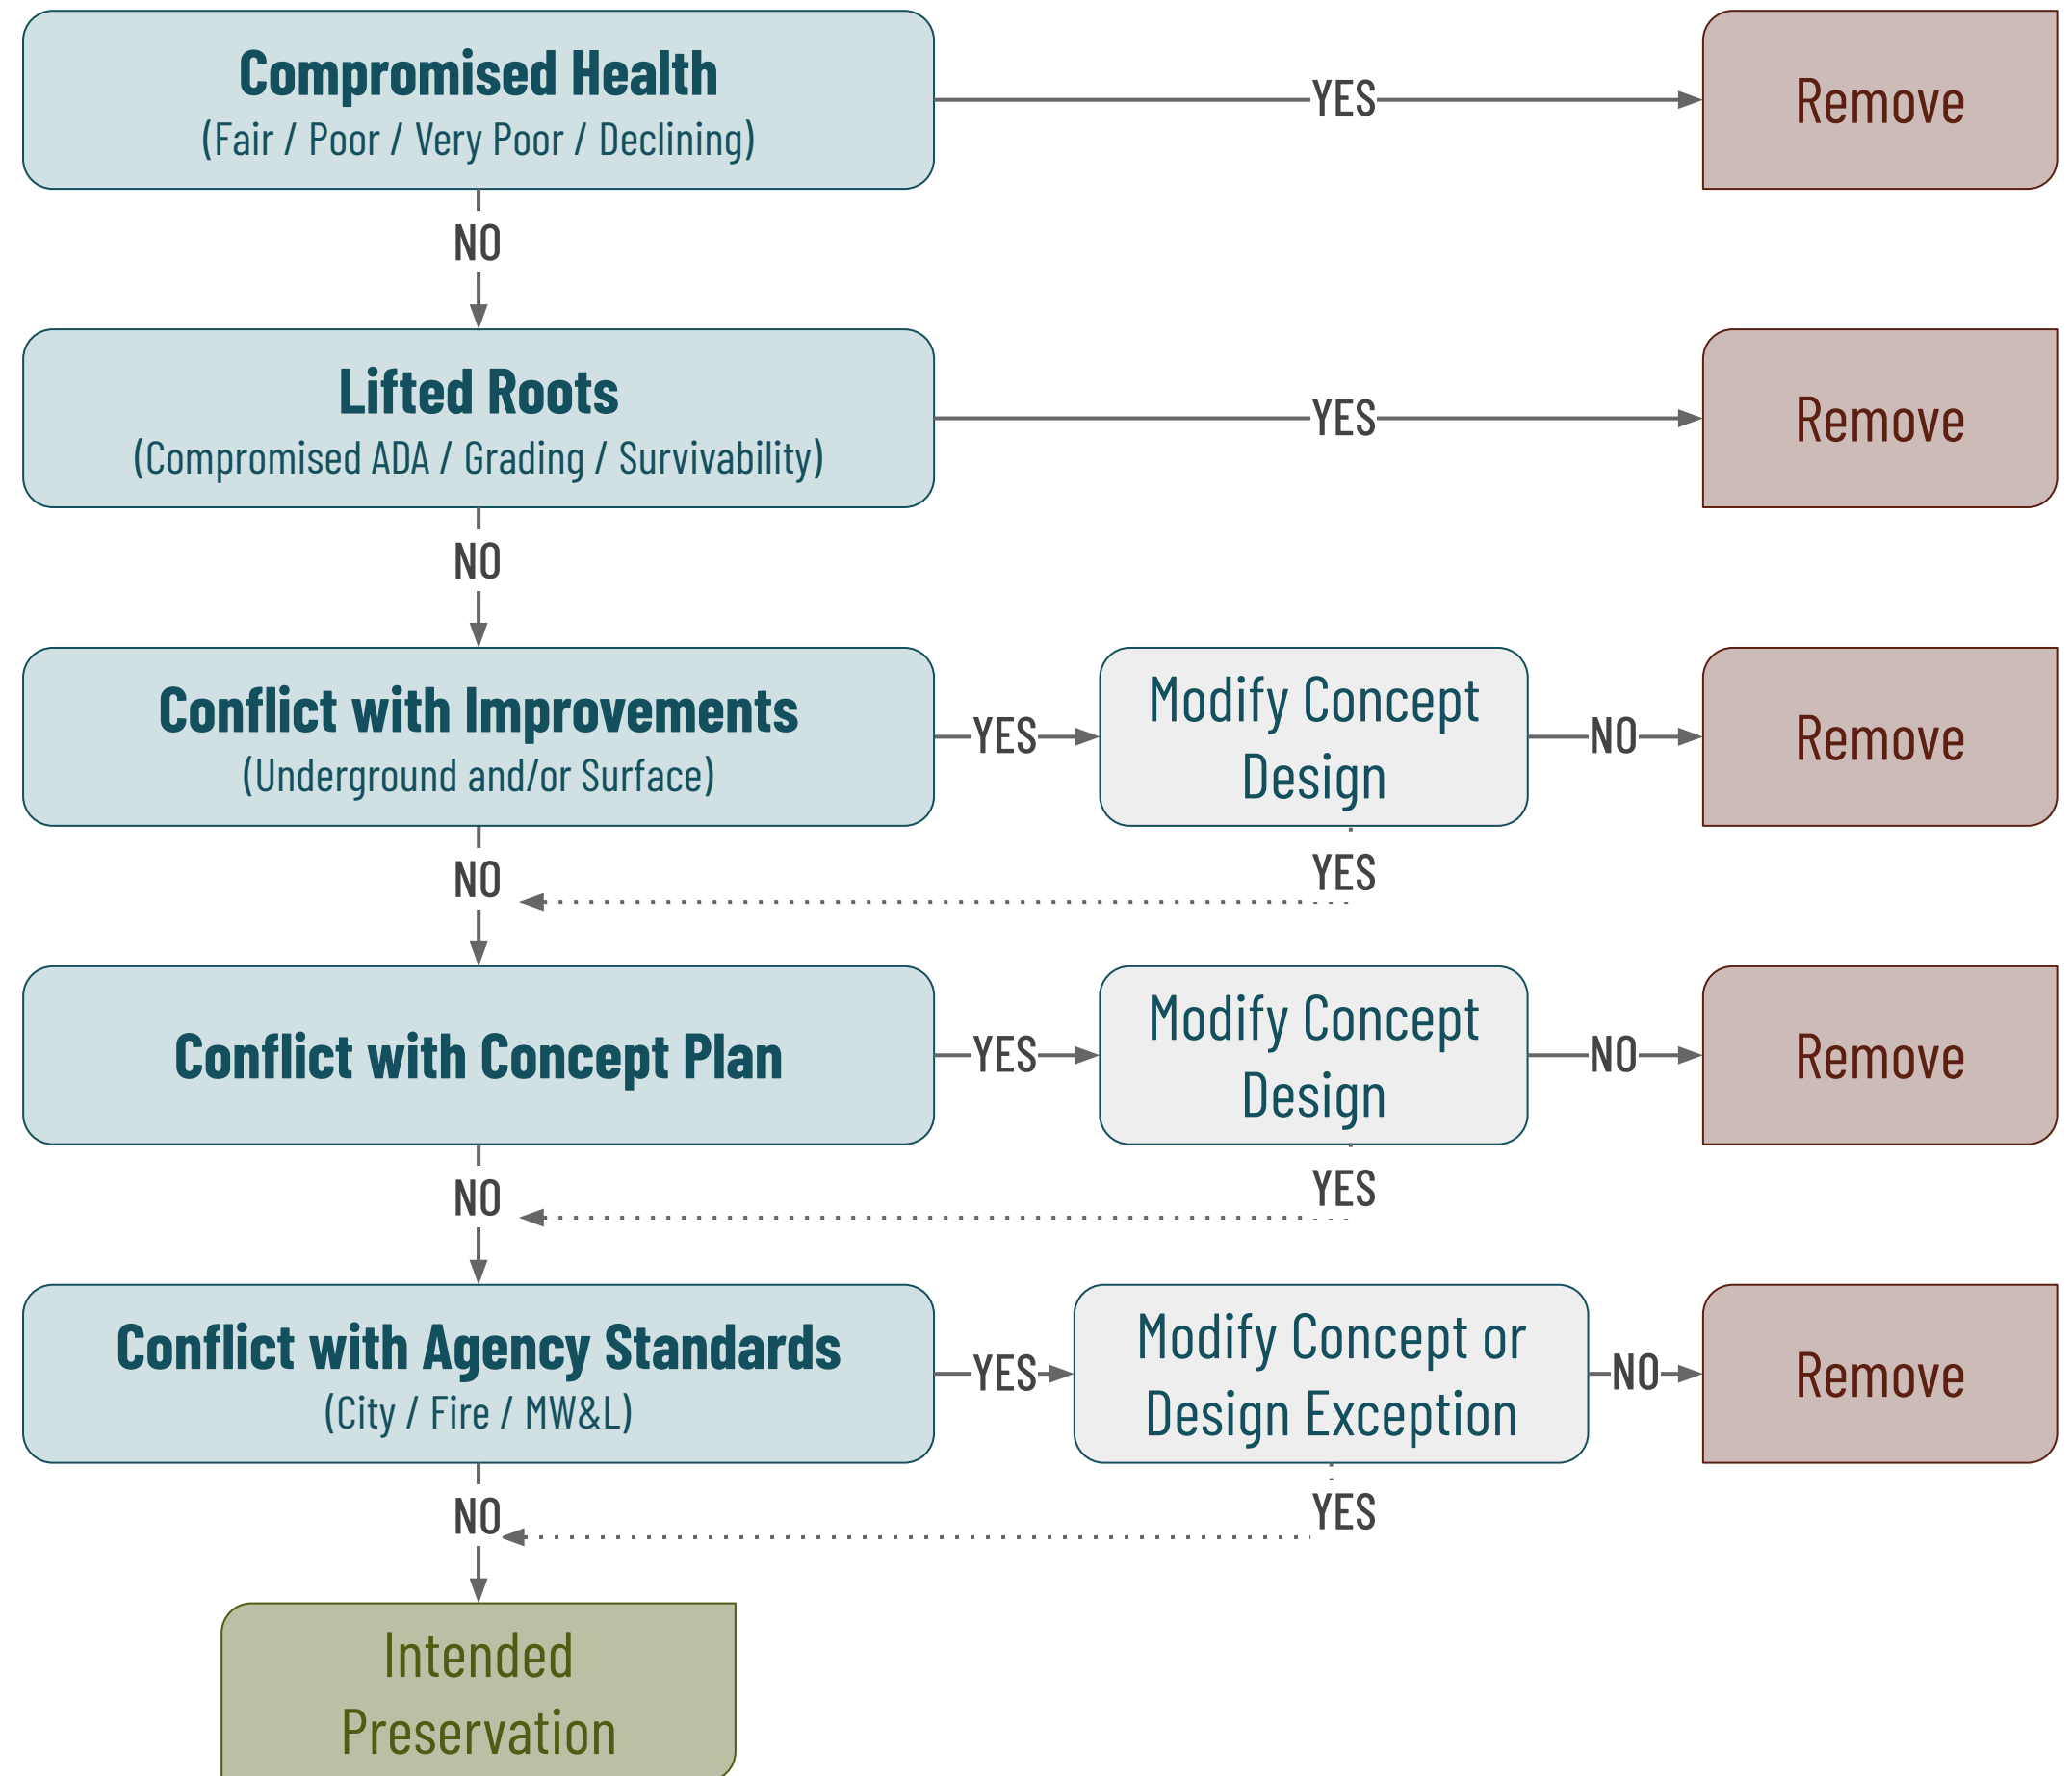 Compromised Health
(Fair / Poor / Very Poor / Declining)
YES
Remove
NO
Lifted Roots
(Compromised ADA / Grading / Survivability)
YES
Remove
NO
Conflict with Improvements
(Underground and/or Surface)
YES
Modify Concept
Design
NO
Remove
NO
YES
Conflict with Concept Plan
YES
Modify Concept
Design
NO
Remove
NO
YES
Conflict with Agency Standards
(City / Fire / MW&L)
YES
Modify Concept or
Design Exception
NO
Remove
NO
YES
Intended
Preservation